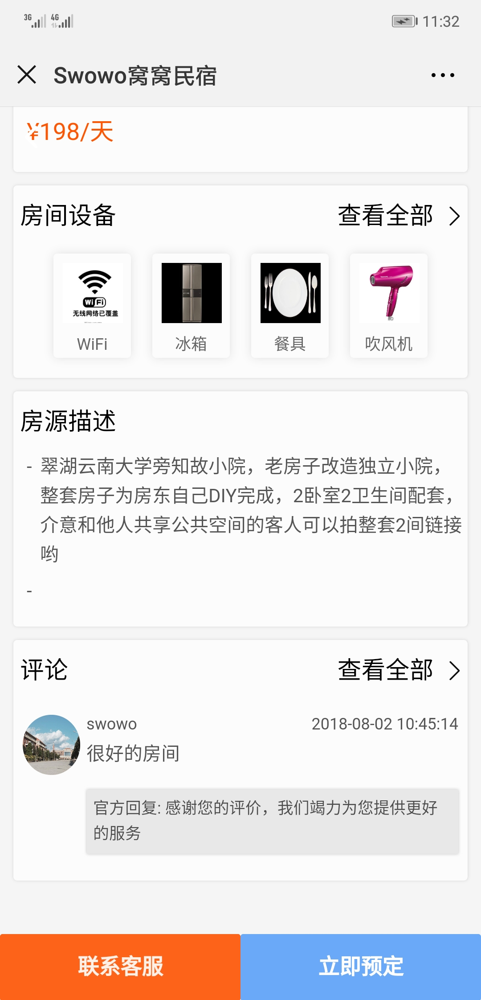 3G 4G 11:32
Swowo窝窝民宿
¥198/天
房间设备 查看全部
WiFi
无线网络已覆盖
WiFi 冰箱 餐具 吹风机
房源描述
- 翠湖云南大学旁知故小院，老房子改造独立小院，
整套房子为房东自己DIY完成，2卧室2卫生间配套，
介意和他人共享公共空间的客人可以拍整套2间链接
哟
-
评论 查看全部
swowo 2018-08-02 10:45:14
很好的房间
官方回复: 感谢您的评价，我们竭力为您提供更好
的服务
联系客服 立即预定